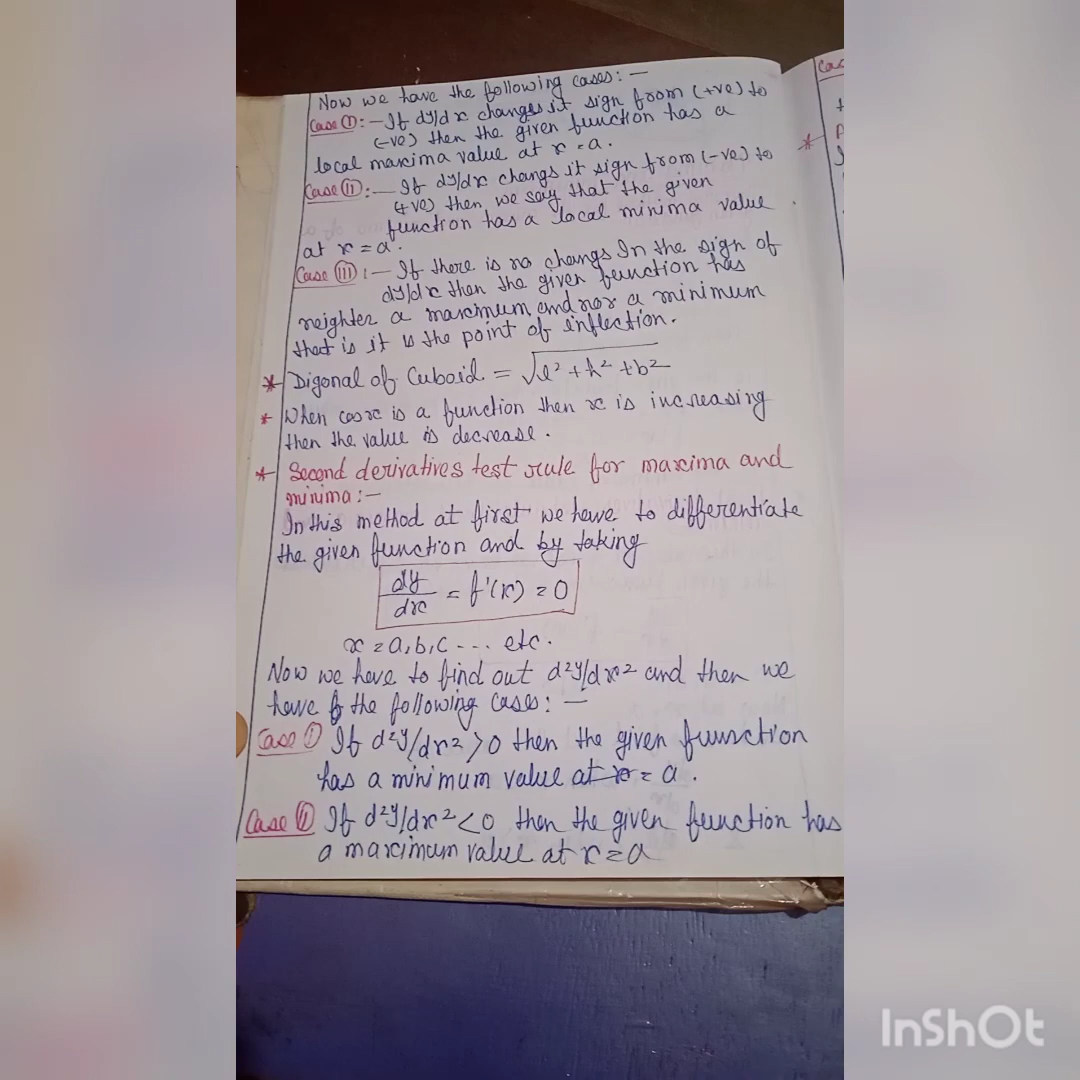 Now we have the following cases: —
Case I : — If dy/dx changes it sign from (+ve) to
(-ve) then the given function has a
local maxima value at x = a.
Case II : — If dy/dx changs it sign from (-ve) to
(+ve) then we say that the given
function has a local minima value
at x = a.
Case III : — If there is no changs In the sign of
dy/dx then the given function has
neighter a maximum and nor a minimum
that is it is the point of inflection.
* Digonal of Cuboid = √l² + h² + b²
* When cosx is a function then x is increasing
then the value is decrease.
* Second derivatives test rule for maxima and
minima :-
In this method at first we have to differentiate
the given function and by taking
dy/dx = f'(x) = 0
x = a, b, c .... etc.
Now we have to find out d²y/dx² and then we
have the following cases: —
Case I If d²y/dx² > 0 then the given function
has a minimum value at x = a.
Case II If d²y/dx² < 0 then the given function has
a maximum value at x = a
Cas
InShOt